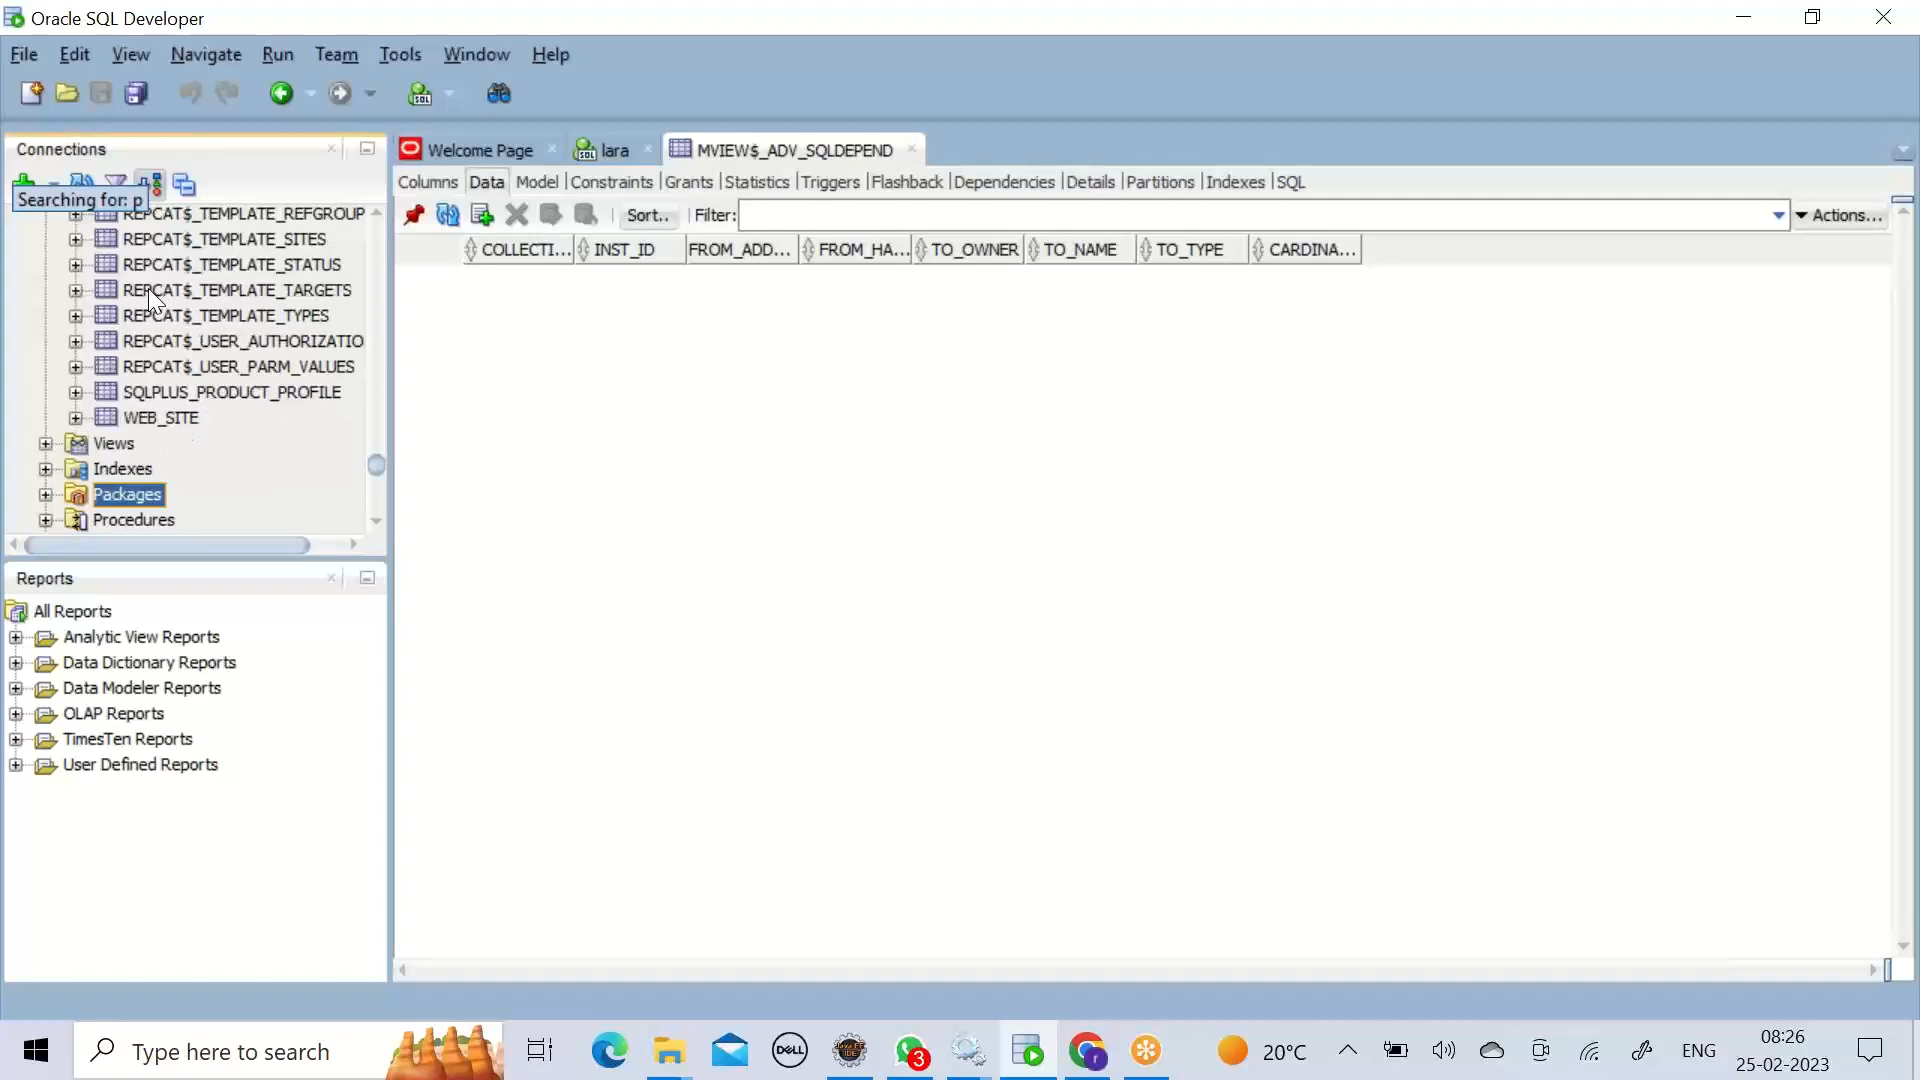 Oracle SQL Developer
File Edit View Navigate Run Team Tools Window Help
Connections
Searching for: p
REPCAT$_TEMPLATE_REFGROUP
REPCAT$_TEMPLATE_SITES
REPCAT$_TEMPLATE_STATUS
REPCAT$_TEMPLATE_TARGETS
REPCAT$_TEMPLATE_TYPES
REPCAT$_USER_AUTHORIZATIO
REPCAT$_USER_PARM_VALUES
SQLPLUS_PRODUCT_PROFILE
WEB_SITE
Views
Indexes
Packages
Procedures
Reports
All Reports
Analytic View Reports
Data Dictionary Reports
Data Modeler Reports
OLAP Reports
TimesTen Reports
User Defined Reports
Welcome Page lara MVIEW$_ADV_SQLDEPEND
Columns Data Model Constraints Grants Statistics Triggers Flashback Dependencies Details Partitions Indexes SQL
Sort.. Filter: Actions...
COLLECTI... INST_ID FROM_ADD... FROM_HA... TO_OWNER TO_NAME TO_TYPE CARDINA...
Type here to search DELL 3 20°C ENG 08:26
25-02-2023